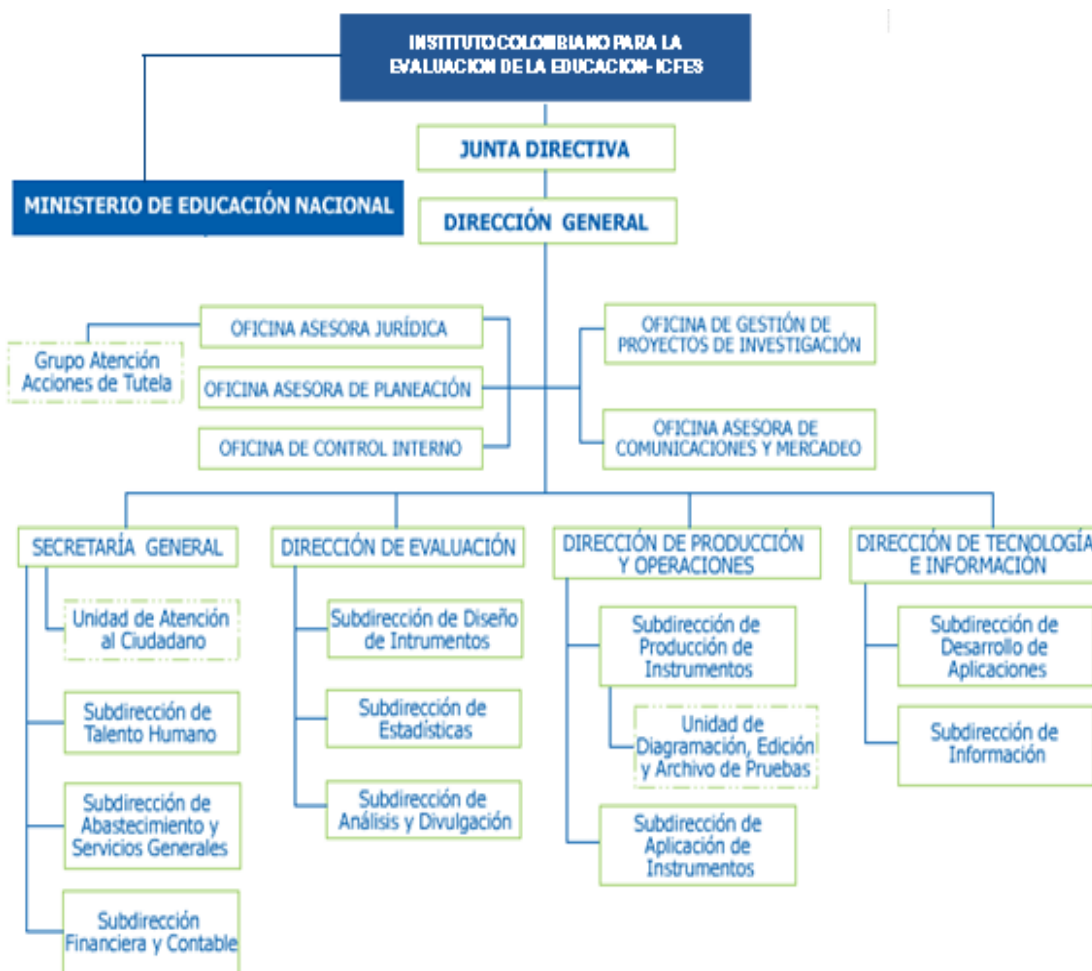 INSTITUTO COLOMBIANO PARA LA
EVALUACION DE LA EDUCACION- ICFES
JUNTA DIRECTIVA
MINISTERIO DE EDUCACIÓN NACIONAL
DIRECCIÓN GENERAL
OFICINA ASESORA JURÍDICA
OFICINA DE GESTIÓN DE
PROYECTOS DE INVESTIGACIÓN
Grupo Atención
Acciones de Tutela
OFICINA ASESORA DE PLANEACIÓN
OFICINA DE CONTROL INTERNO
OFICINA ASESORA DE
COMUNICACIONES Y MERCADEO
SECRETARÍA GENERAL
Unidad de Atención
al Ciudadano
Subdirección de
Talento Humano
Subdirección de
Abastecimiento y
Servicios Generales
Subdirección
Financiera y Contable
DIRECCIÓN DE EVALUACIÓN
Subdirección de Diseño
de Intrumentos
Subdirección de
Estadísticas
Subdirección de
Análisis y Divulgación
DIRECCIÓN DE PRODUCCIÓN
Y OPERACIONES
Subdirección de
Producción de
Instrumentos
Unidad de
Diagramación, Edición
y Archivo de Pruebas
Subdirección de
Aplicación de
Instrumentos
DIRECCIÓN DE TECNOLOGÍA
E INFORMACIÓN
Subdirección de
Desarrollo de
Aplicaciones
Subdirección de
Información